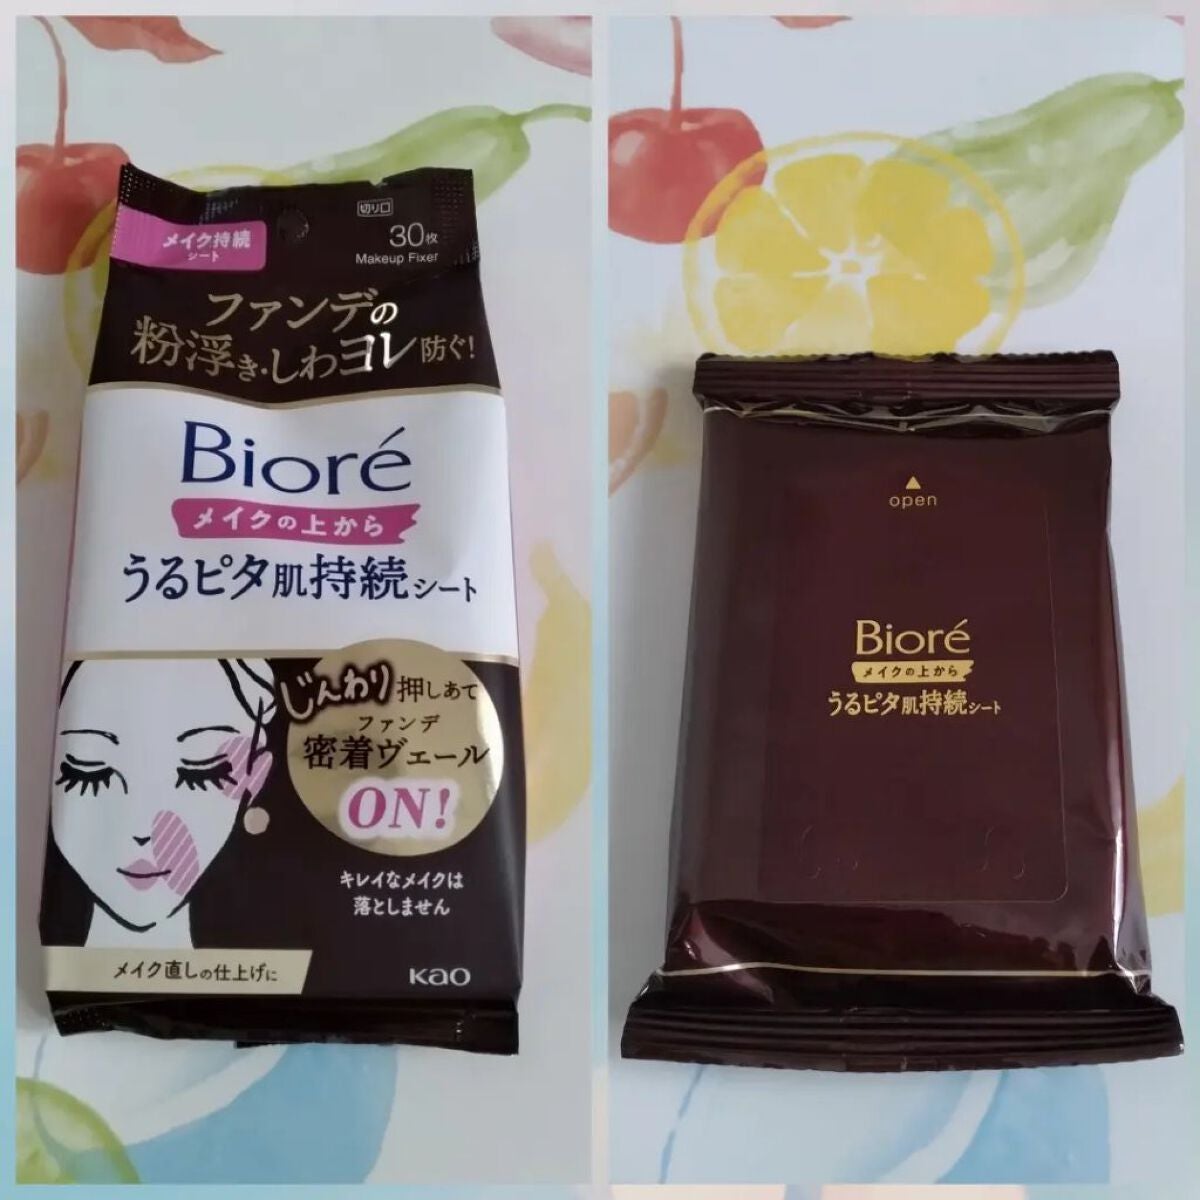 メイク持続
シート
切り口
30枚
Makeup Fixer
ファンデの
粉浮き・しわヨレ防ぐ!
Bioré
メイクの上から
うるピタ肌持続シート
じんわり押しあて
ファンデ
密着ヴェール
ON!
キレイなメイクは
落としません
メイク直しの仕上げに
Kao
open
Bioré
メイクの上から
うるピタ肌持続シート